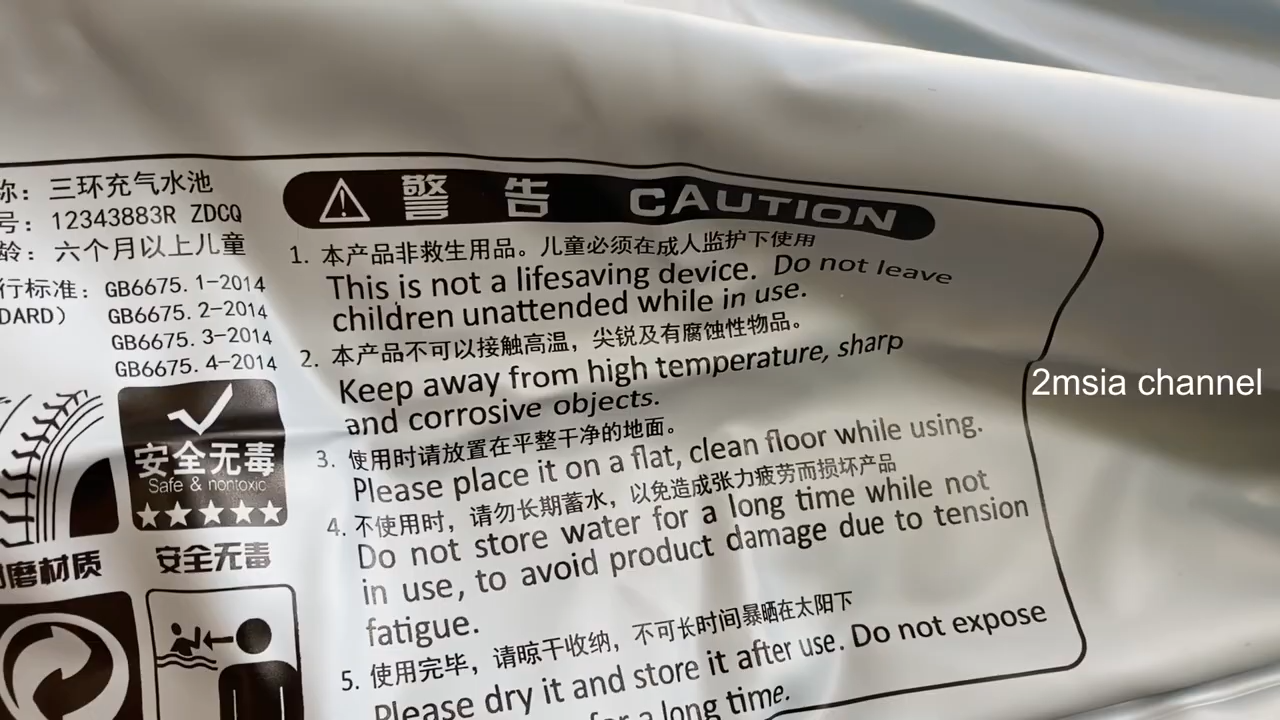 称：三环充气水池
号：12343883R ZDCQ
龄：六个月以上儿童
行标准：GB6675.1-2014
DARD） GB6675.2-2014
GB6675.3-2014
GB6675.4-2014
安全无毒
Safe & nontoxic
磨材质
安全无毒
警告 CAUTION
1. 本产品非救生用品。儿童必须在成人监护下使用
This is not a lifesaving device. Do not leave
children unattended while in use.
2. 本产品不可以接触高温，尖锐及有腐蚀性物品。
Keep away from high temperature, sharp
and corrosive objects.
3. 使用时请放置在平整干净的地面。
Please place it on a flat, clean floor while using.
4. 不使用时，请勿长期蓄水，以免造成张力疲劳而损坏产品
Do not store water for a long time while not
in use, to avoid product damage due to tension
fatigue.
5. 使用完毕，请晾干收纳，不可长时间暴晒在太阳下
Please dry it and store it after use. Do not expose
for a long time.
2msia channel